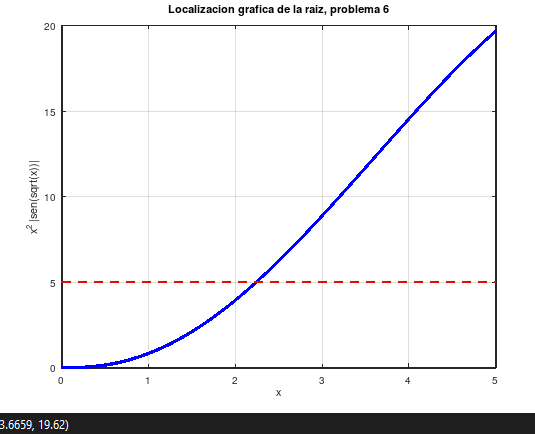 Localizacion grafica de la raiz, problema 6
20
15
10
5
0
x² |sen(sqrt(x))|
0 1 2 3 4 5
x
3.6659, 19.62)